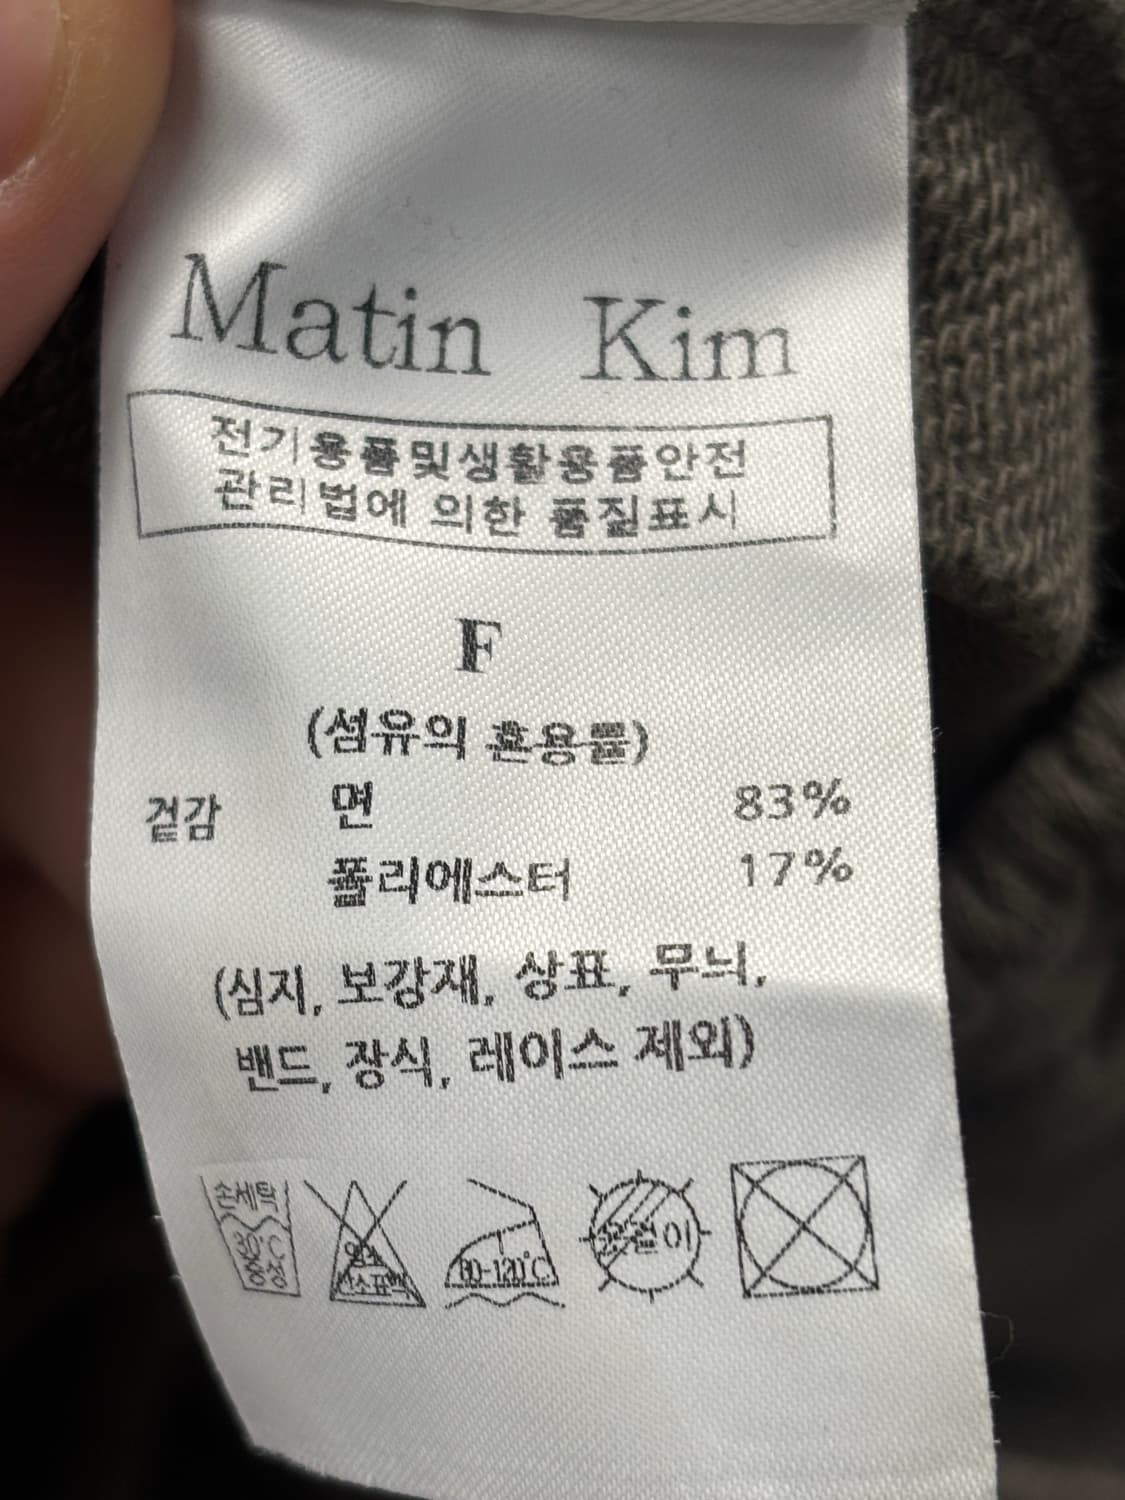 Matin Kim
전기용품및생활용품안전
관리법에 의한 품질표시
F
(섬유의 혼용률)
겉감 면 83%
폴리에스터 17%
(심지, 보강재, 상표, 무늬,
밴드, 장식, 레이스 제외)
손세탁
80-120℃
옷걸이